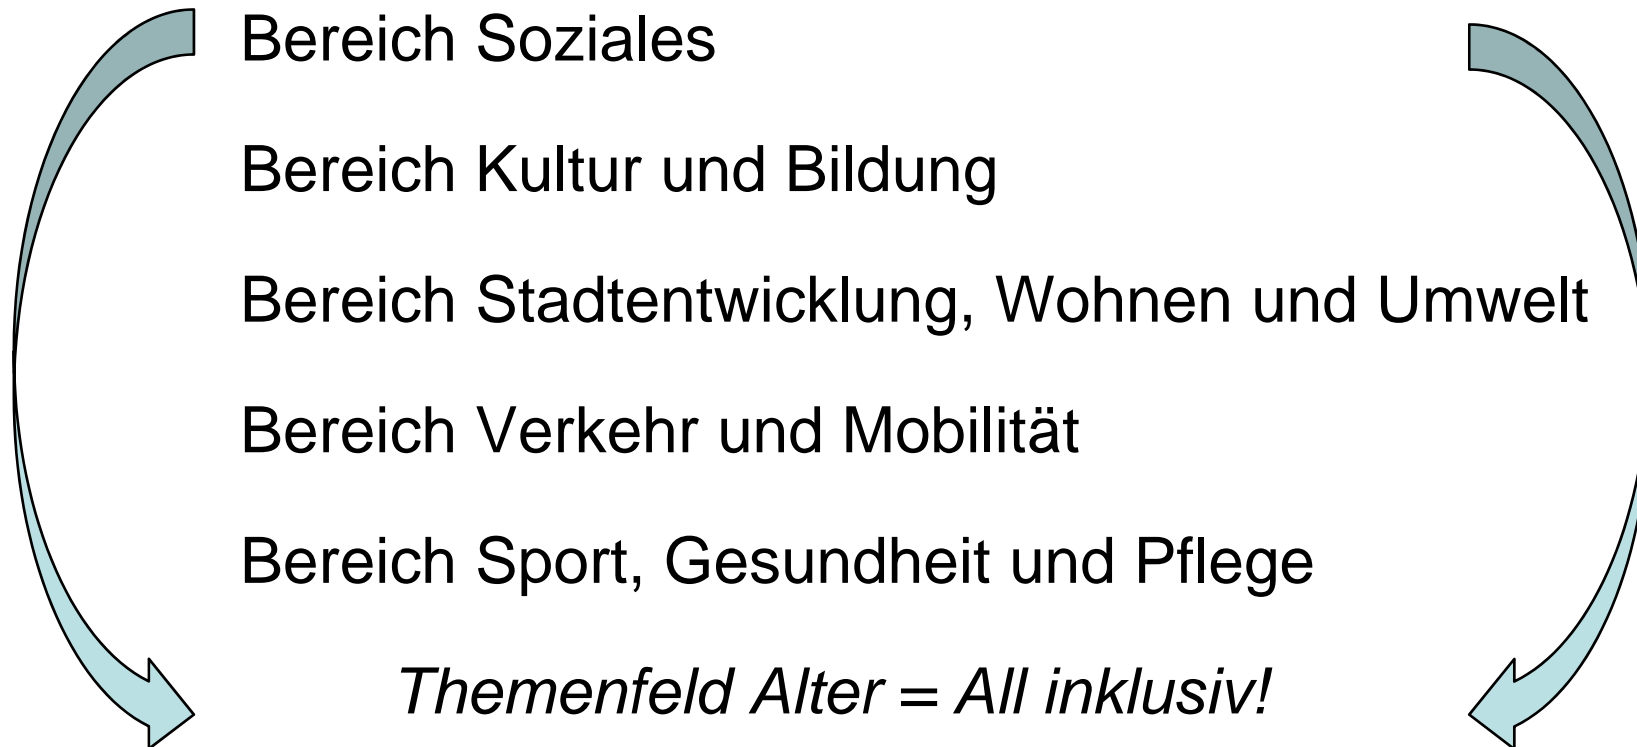 Bereich Soziales
Bereich Kultur und Bildung
Bereich Stadtentwicklung, Wohnen und Umwelt
Bereich Verkehr und Mobilität
Bereich Sport, Gesundheit und Pflege
Themenfeld Alter = All inklusiv!